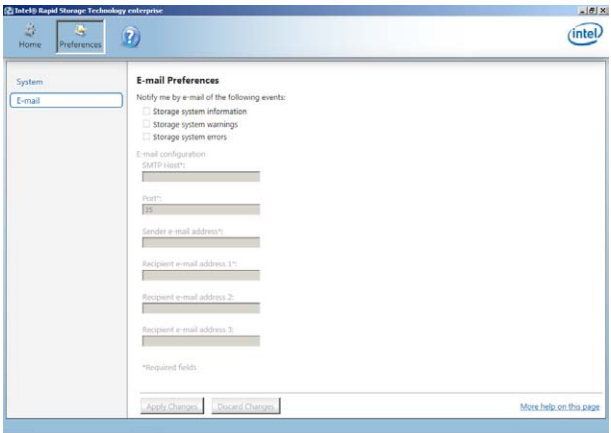 Intel® Rapid Storage Technology enterprise
Home
Preferences
?
intel
System
E-mail
E-mail Preferences
Notify me by e-mail of the following events:
Storage system information
Storage system warnings
Storage system errors
E-mail configuration
SMTP Host*:
Port*:
25
Sender e-mail address*:
Recipient e-mail address 1*:
Recipient e-mail address 2:
Recipient e-mail address 3:
*Required fields
Apply Changes
Discard Changes
More help on this page